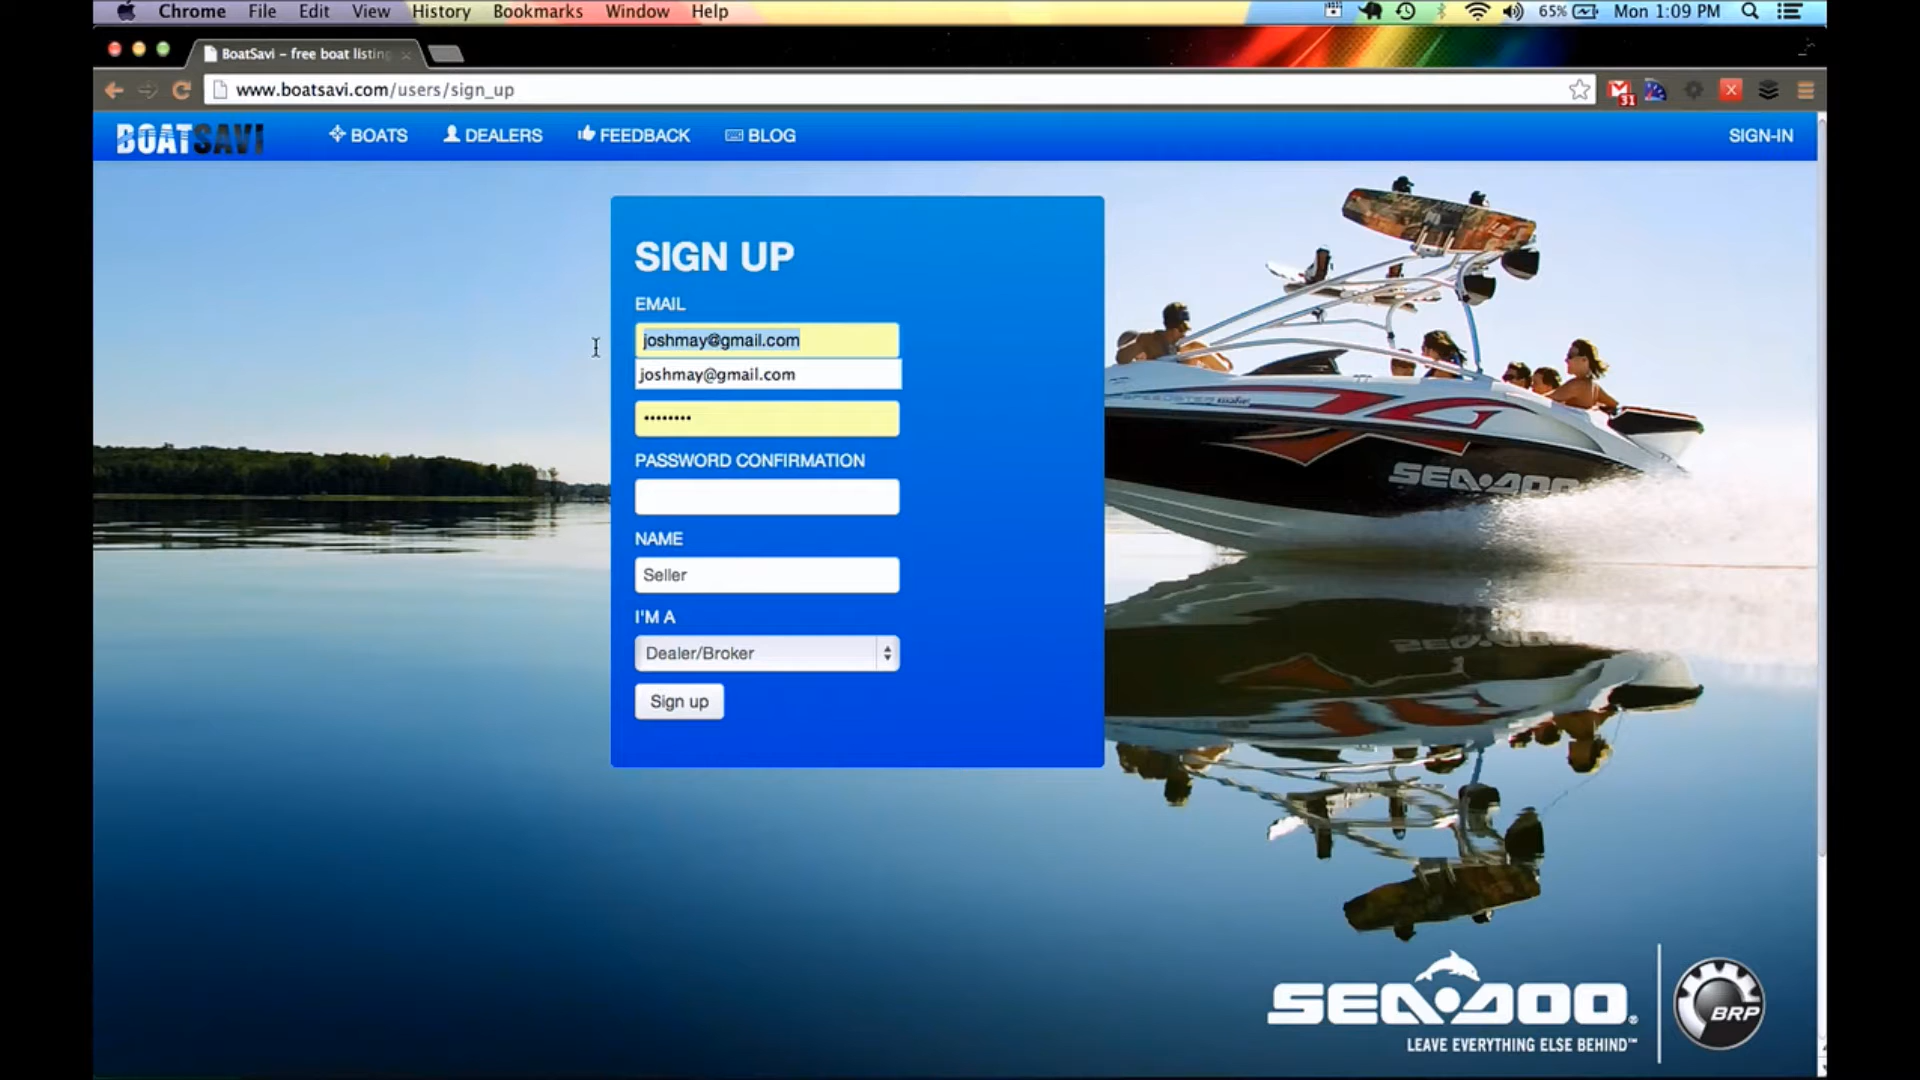 Chrome File Edit View History Bookmarks Window Help 65% Mon 1:09 PM
BoatSavi – free boat listing
www.boatsavi.com/users/sign_up 31
BOATSAVI BOATS DEALERS FEEDBACK BLOG SIGN-IN
SIGN UP
EMAIL
joshmay@gmail.com
joshmay@gmail.com
••••••••
PASSWORD CONFIRMATION
NAME
Seller
I'M A
Dealer/Broker
Sign up
SEA-DOO
SEA-DOO®
BRP
LEAVE EVERYTHING ELSE BEHIND™